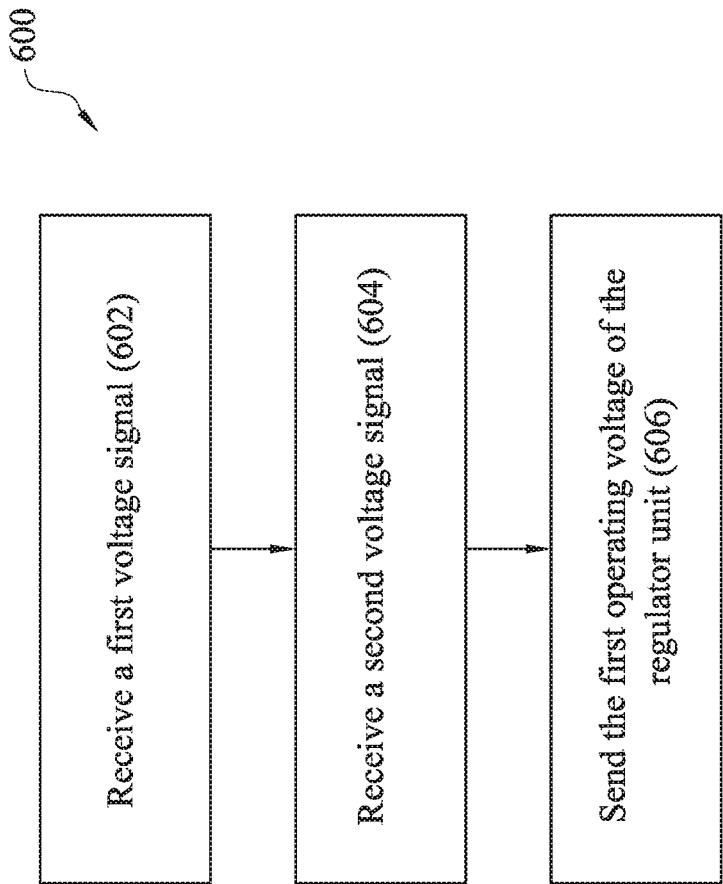 600
Receive a first voltage signal (602)
Receive a second voltage signal (604)
Send the first operating voltage of the
regulator unit (606)